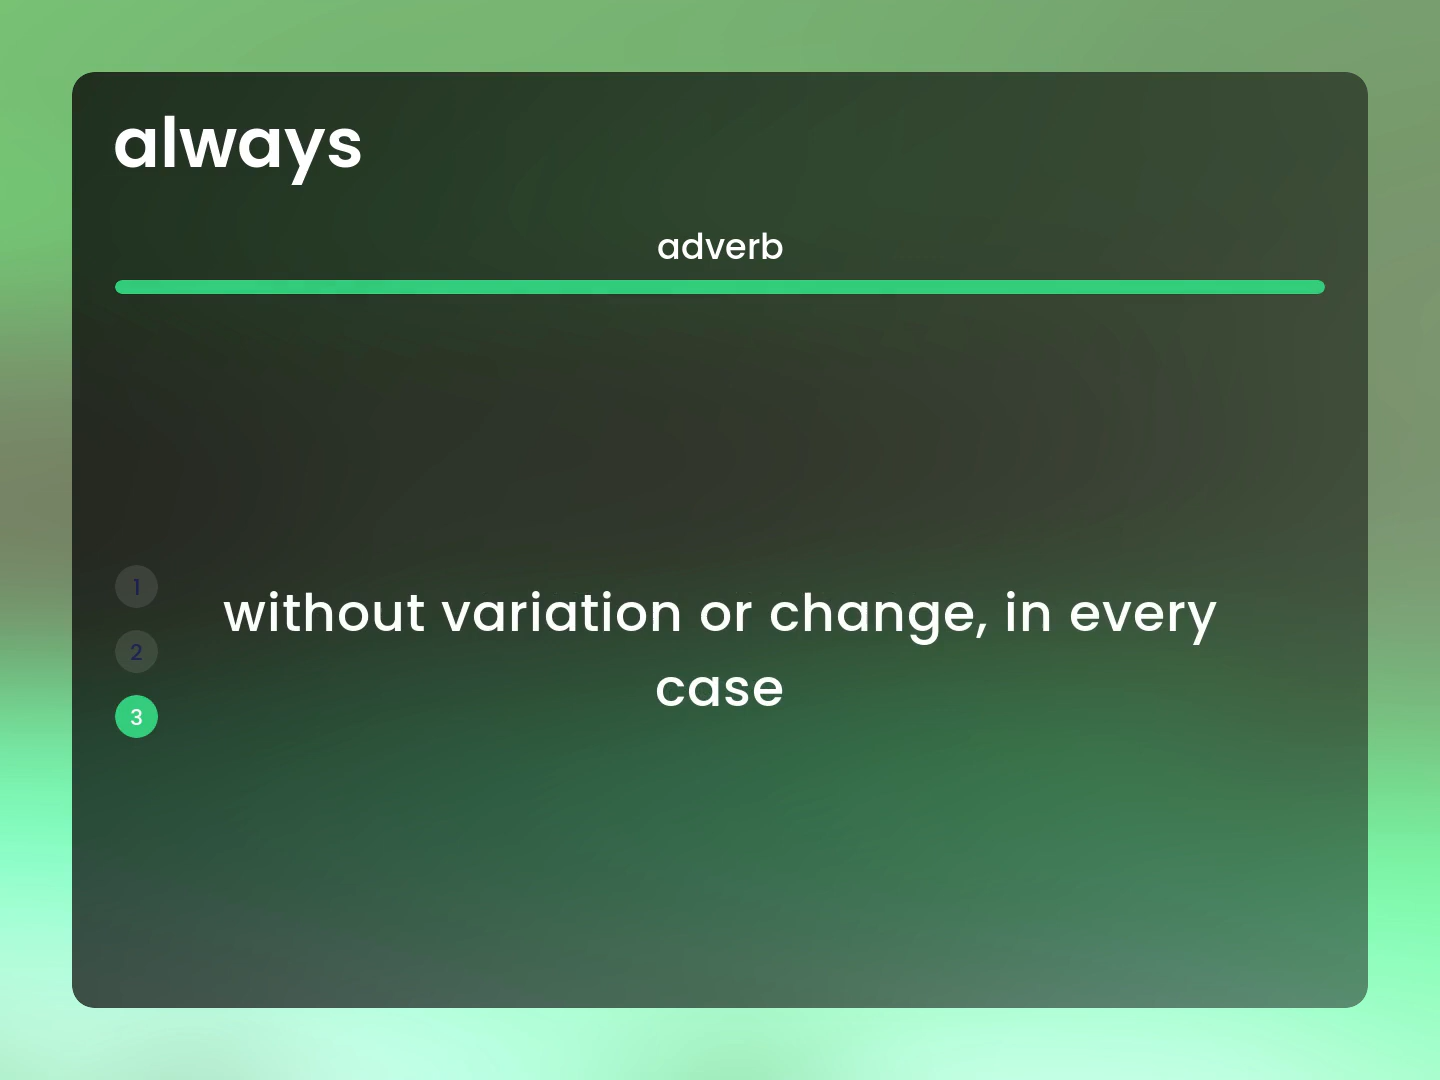 always
adverb
1
2
3
without variation or change, in every
case